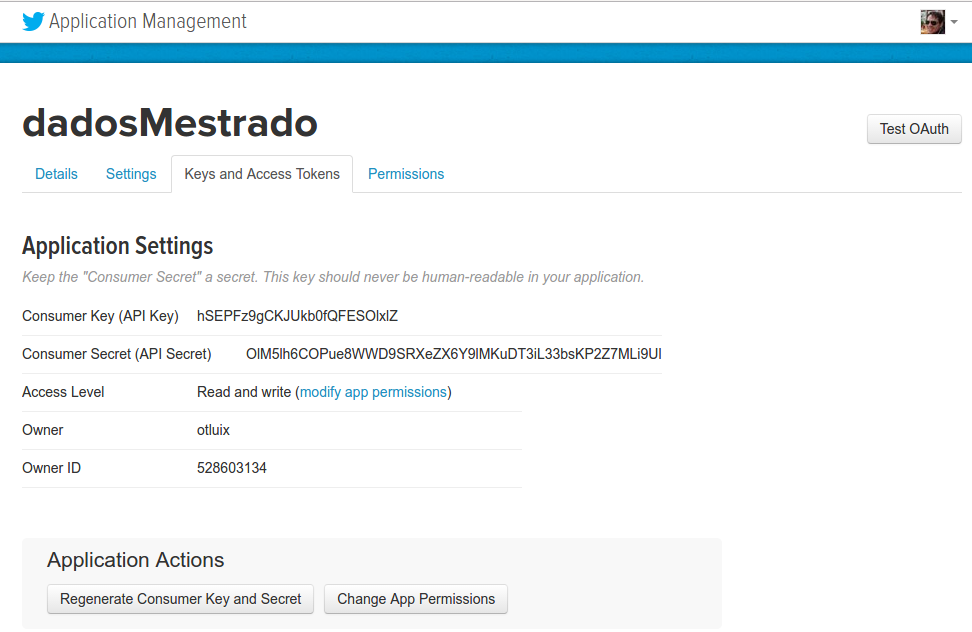 Application Management
dadosMestrado
Test OAuth
Details Settings Keys and Access Tokens Permissions
Application Settings
Keep the "Consumer Secret" a secret. This key should never be human-readable in your application.
Consumer Key (API Key)
Consumer Secret (API Secret)
Access Level Read and write (modify app permissions)
Owner otluix
Owner ID 528603134
Application Actions
Regenerate Consumer Key and Secret Change App Permissions